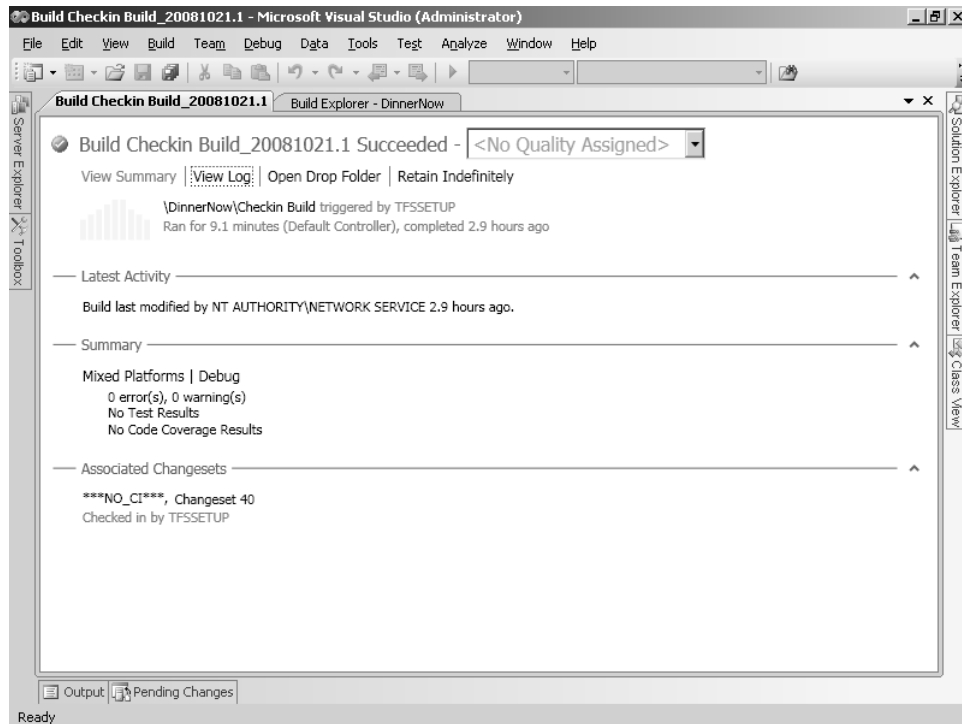 Build Checkin Build_20081021.1 - Microsoft Visual Studio (Administrator)
File Edit View Build Team Debug Data Tools Test Analyze Window Help
Build Checkin Build_20081021.1 Build Explorer - DinnerNow
Server Explorer
Toolbox
Build Checkin Build_20081021.1 Succeeded - <No Quality Assigned>
View Summary | View Log | Open Drop Folder | Retain Indefinitely
\DinnerNow\Checkin Build triggered by TFSSETUP
Ran for 9.1 minutes (Default Controller), completed 2.9 hours ago
Latest Activity
Build last modified by NT AUTHORITY\NETWORK SERVICE 2.9 hours ago.
Summary
Mixed Platforms | Debug
0 error(s), 0 warning(s)
No Test Results
No Code Coverage Results
Associated Changesets
***NO_CI***, Changeset 40
Checked in by TFSSETUP
Solution Explorer
Team Explorer
Class View
Output Pending Changes
Ready